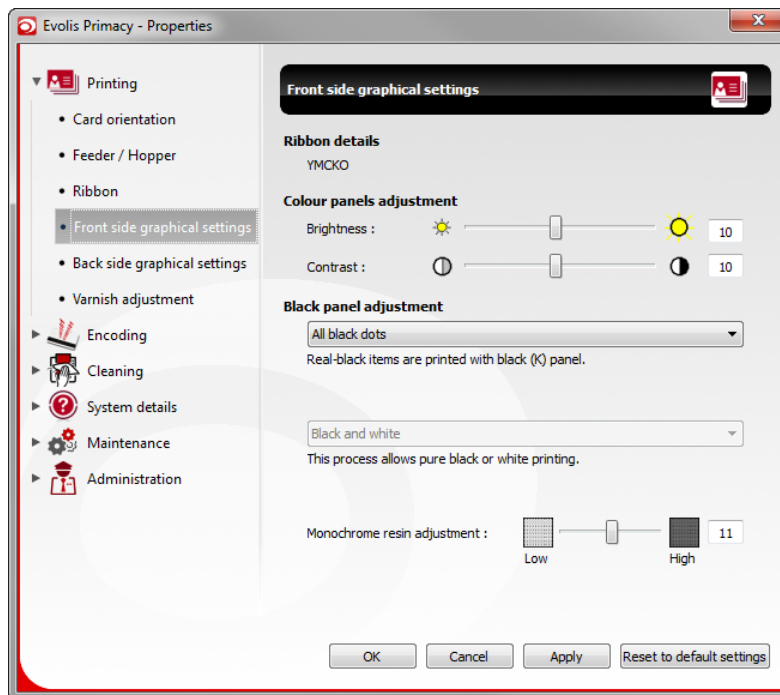 Evolis Primacy - Properties
Printing
Card orientation
Feeder / Hopper
Ribbon
Front side graphical settings
Back side graphical settings
Varnish adjustment
Encoding
Cleaning
System details
Maintenance
Administration
Front side graphical settings
Ribbon details
YMCKO
Colour panels adjustment
Brightness : 10
Contrast : 10
Black panel adjustment
All black dots
Real-black items are printed with black (K) panel.
Black and white
This process allows pure black or white printing.
Monochrome resin adjustment : 11
Low High
OK Cancel Apply Reset to default settings